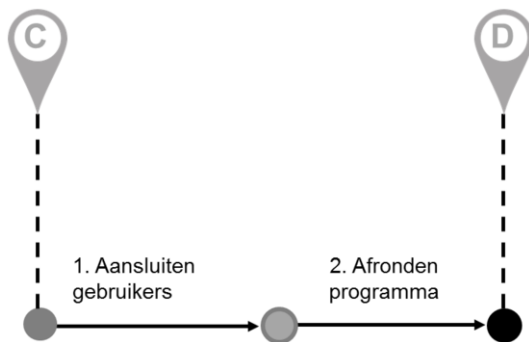 C
D
1. Aansluiten
gebruikers
2. Afronden
programma